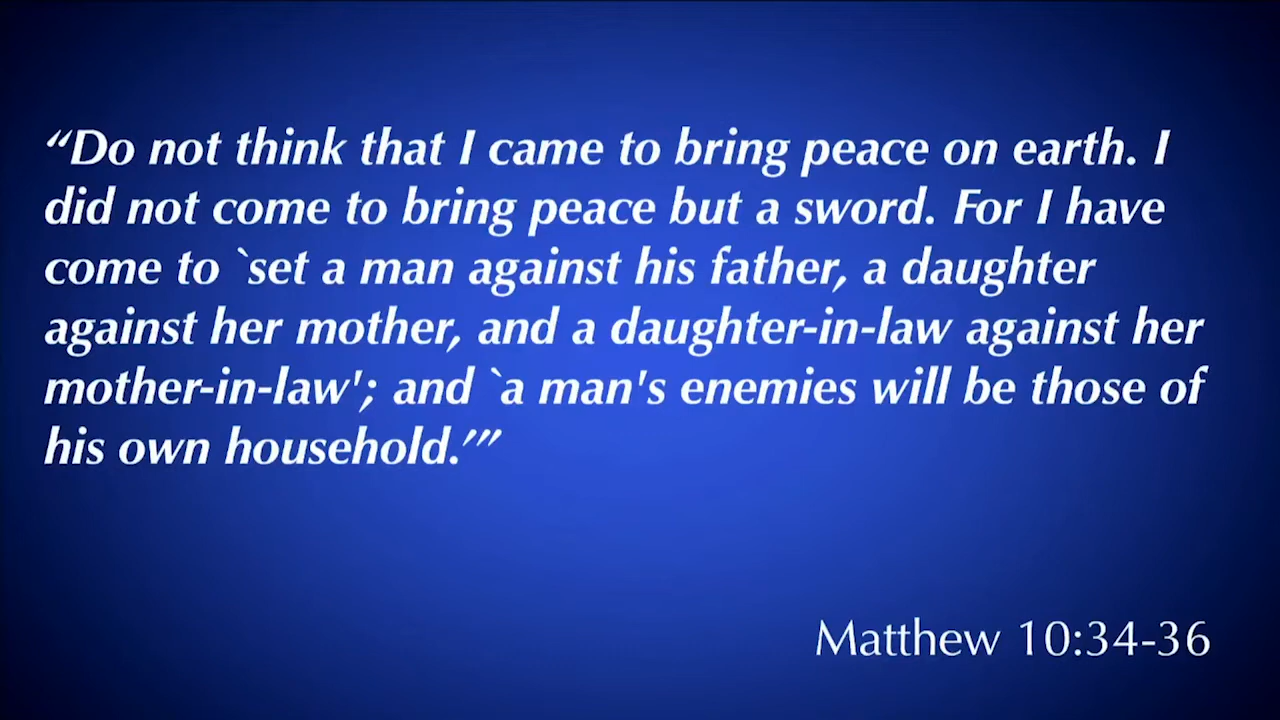 “Do not think that I came to bring peace on earth. I
did not come to bring peace but a sword. For I have
come to `set a man against his father, a daughter
against her mother, and a daughter-in-law against her
mother-in-law'; and `a man's enemies will be those of
his own household.’”
Matthew 10:34-36